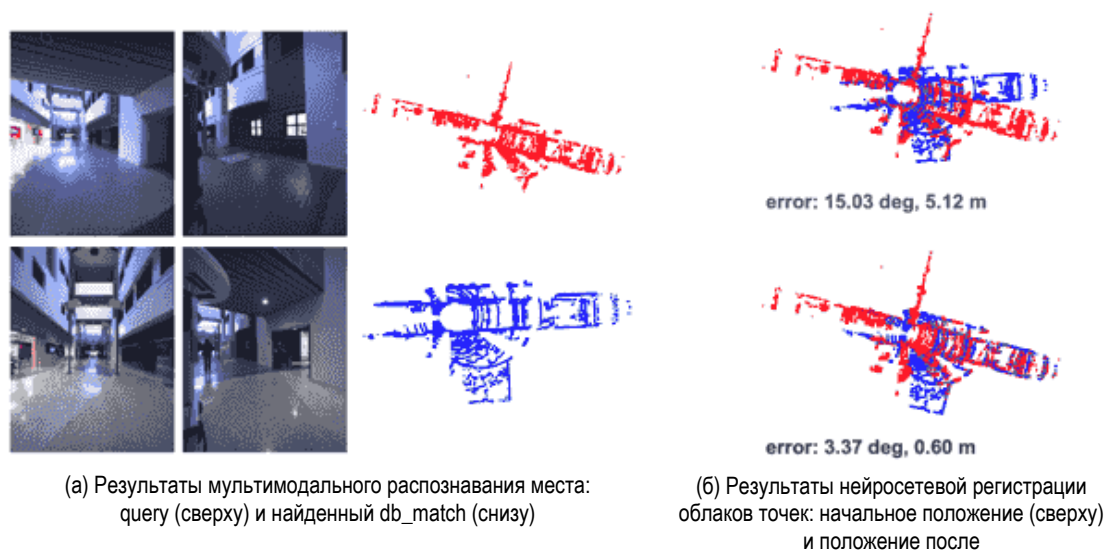 error: 15.03 deg, 5.12 m
error: 3.37 deg, 0.60 m
(а) Результаты мультимодального распознавания места:
query (сверху) и найденный db_match (снизу)
(б) Результаты нейросетевой регистрации
облаков точек: начальное положение (сверху)
и положение после